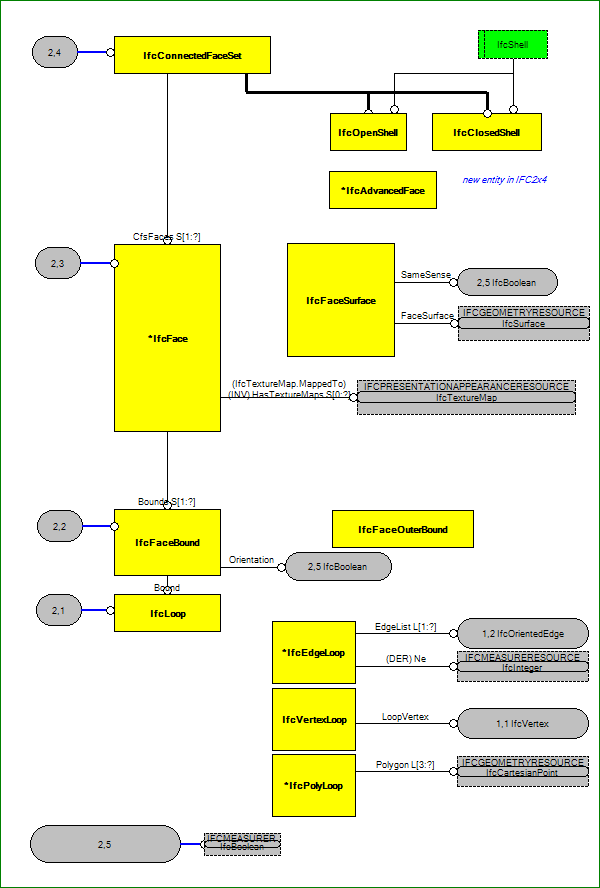 2,4
IfcConnectedFaceSet
IfcShell
IfcOpenShell
IfcClosedShell
*IfcAdvancedFace
new entity in IFC2x4
CfsFaces S[1:?]
2,3
*IfcFace
IfcFaceSurface
SameSense
2,5 IfcBoolean
FaceSurface
IFCGEOMETRYRESOURCE
IfcSurface
(IfcTextureMap.MappedTo)
(INV) HasTextureMaps S[0:?]
IFCPRESENTATIONAPPEARANCERESOURCE
IfcTextureMap
Bounds S[1:?]
2,2
IfcFaceBound
IfcFaceOuterBound
Orientation
2,5 IfcBoolean
Bound
2,1
IfcLoop
*IfcEdgeLoop
EdgeList L[1:?]
1,2 IfcOrientedEdge
(DER) Ne
IFCMEASURERESOURCE
IfcInteger
IfcVertexLoop
LoopVertex
1,1 IfcVertex
*IfcPolyLoop
Polygon L[3:?]
IFCGEOMETRYRESOURCE
IfcCartesianPoint
2,5
IFCMEASURER
IfcBoolean